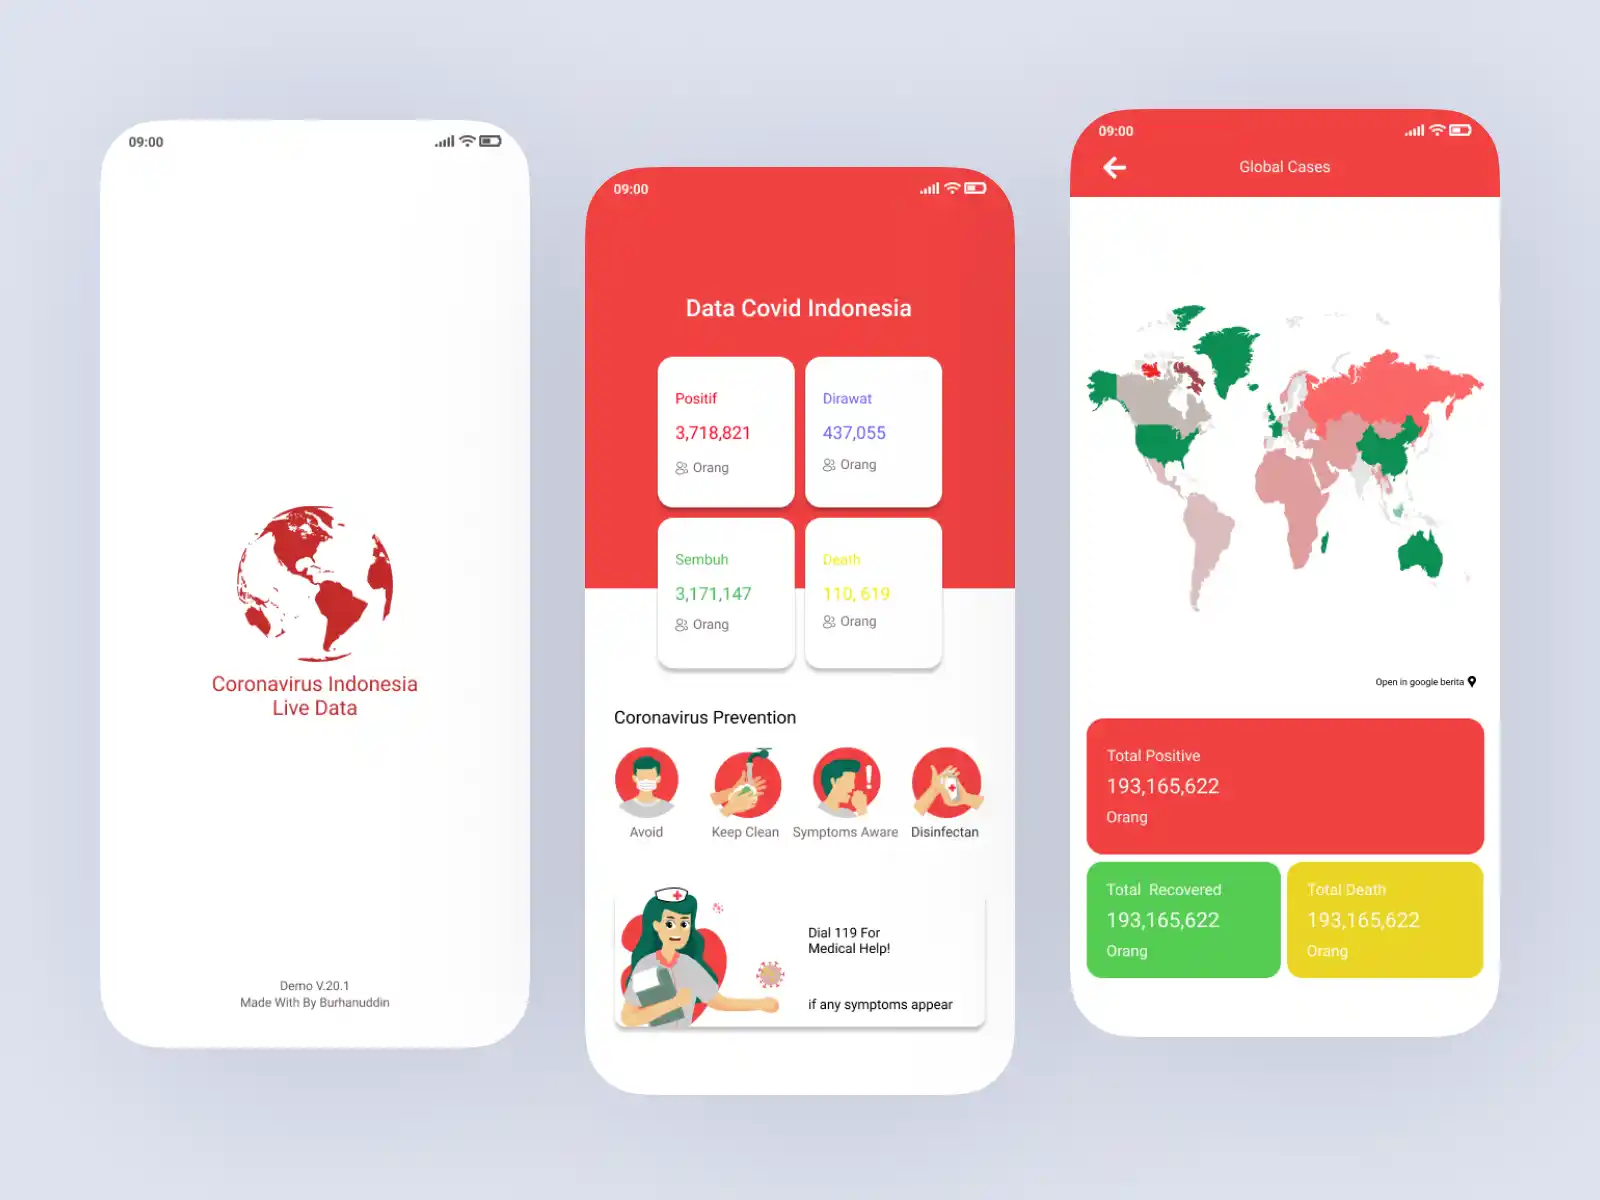 09:00
Coronavirus Indonesia
Live Data
Demo V.20.1
Made With By Burhanuddin
09:00
Data Covid Indonesia
Positif
3,718,821
Orang
Dirawat
437,055
Orang
Sembuh
3,171,147
Orang
Death
110, 619
Orang
Coronavirus Prevention
Avoid
Keep Clean
Symptoms Aware
Disinfectan
Dial 119 For
Medical Help!
if any symptoms appear
09:00
Global Cases
Open in google berita
Total Positive
193,165,622
Orang
Total Recovered
193,165,622
Orang
Total Death
193,165,622
Orang